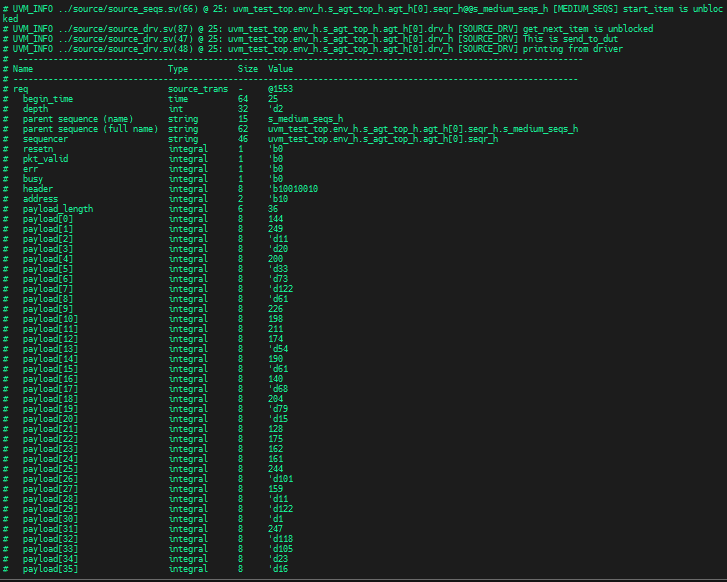 # UVM_INFO ../source/source_seqs.sv(66) @ 25: uvm_test_top.env_h.s_agt_top_h.agt_h[0].seqr_h@@s_medium_seqs_h [MEDIUM_SEQS] start_item is unbloc
ked
# UVM_INFO ../source/source_drv.sv(87) @ 25: uvm_test_top.env_h.s_agt_top_h.agt_h[0].drv_h [SOURCE_DRV] get_next_item is unblocked
# UVM_INFO ../source/source_drv.sv(47) @ 25: uvm_test_top.env_h.s_agt_top_h.agt_h[0].drv_h [SOURCE_DRV] This is send_to_dut
# UVM_INFO ../source/source_drv.sv(48) @ 25: uvm_test_top.env_h.s_agt_top_h.agt_h[0].drv_h [SOURCE_DRV] printing from driver
# ----------------------------------------------------------------------------------------------------------------
# Name Type Size Value
# ----------------------------------------------------------------------------------------------------------------
# req source_trans - @1553
# begin_time time 64 25
# depth int 32 'd2
# parent sequence (name) string 15 s_medium_seqs_h
# parent sequence (full name) string 62 uvm_test_top.env_h.s_agt_top_h.agt_h[0].seqr_h.s_medium_seqs_h
# sequencer string 46 uvm_test_top.env_h.s_agt_top_h.agt_h[0].seqr_h
# resetn integral 1 'b0
# pkt_valid integral 1 'b0
# err integral 1 'b0
# busy integral 1 'b0
# header integral 8 'b10010010
# address integral 2 'b10
# payload_length integral 6 36
# payload[0] integral 8 144
# payload[1] integral 8 249
# payload[2] integral 8 'd11
# payload[3] integral 8 'd20
# payload[4] integral 8 200
# payload[5] integral 8 'd33
# payload[6] integral 8 'd73
# payload[7] integral 8 'd122
# payload[8] integral 8 'd61
# payload[9] integral 8 226
# payload[10] integral 8 198
# payload[11] integral 8 211
# payload[12] integral 8 174
# payload[13] integral 8 'd54
# payload[14] integral 8 190
# payload[15] integral 8 'd61
# payload[16] integral 8 140
# payload[17] integral 8 'd68
# payload[18] integral 8 204
# payload[19] integral 8 'd79
# payload[20] integral 8 'd15
# payload[21] integral 8 128
# payload[22] integral 8 175
# payload[23] integral 8 162
# payload[24] integral 8 161
# payload[25] integral 8 244
# payload[26] integral 8 'd101
# payload[27] integral 8 159
# payload[28] integral 8 'd11
# payload[29] integral 8 'd122
# payload[30] integral 8 'd1
# payload[31] integral 8 247
# payload[32] integral 8 'd118
# payload[33] integral 8 'd105
# payload[34] integral 8 'd23
# payload[35] integral 8 'd16